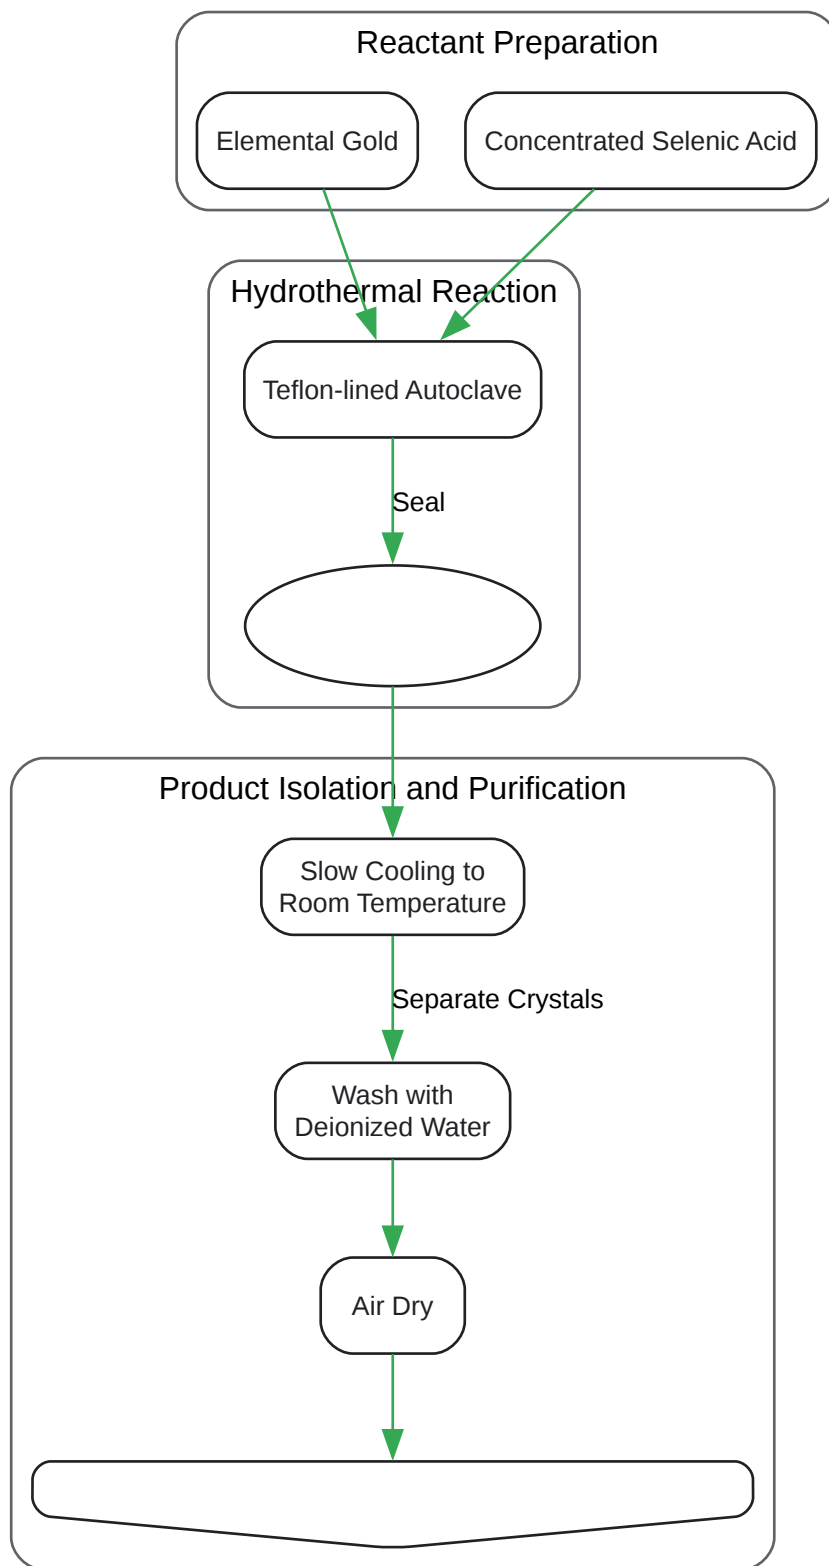 Reactant Preparation
Elemental Gold
Concentrated Selenic Acid
Hydrothermal Reaction
Teflon-lined Autoclave
Seal
Product Isolation and Purification
Slow Cooling to
Room Temperature
Separate Crystals
Wash with
Deionized Water
Air Dry